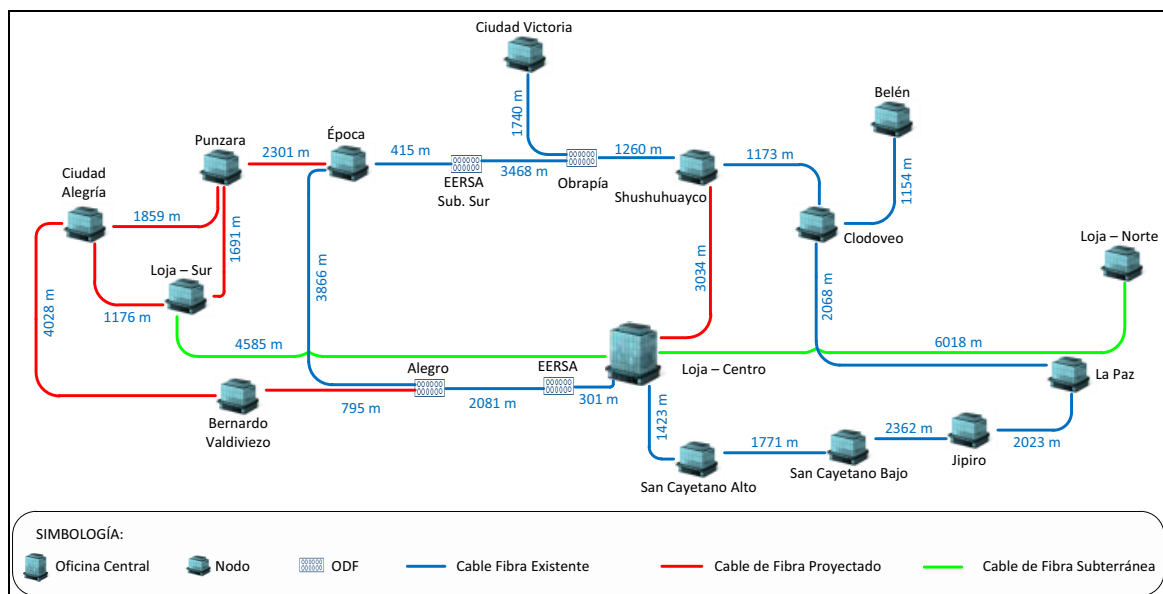 Ciudad Victoria
Belén
1740 m
Punzara
Época
2301 m
415 m
1260 m
1173 m
1154 m
EERSA
Sub. Sur
3468 m
Obrapía
Shushuhuayco
Ciudad
Alegría
1859 m
1691 m
Clodoveo
Loja – Norte
Loja – Sur
4028 m
1176 m
3866 m
3034 m
2068 m
4585 m
6018 m
Alegro
EERSA
Loja – Centro
La Paz
795 m
2081 m
301 m
Bernardo
Valdiviezo
1423 m
1771 m
2362 m
2023 m
San Cayetano Alto
San Cayetano Bajo
Jipiro
SIMBOLOGÍA:
Oficina Central
Nodo
ODF
Cable Fibra Existente
Cable de Fibra Proyectado
Cable de Fibra Subterránea